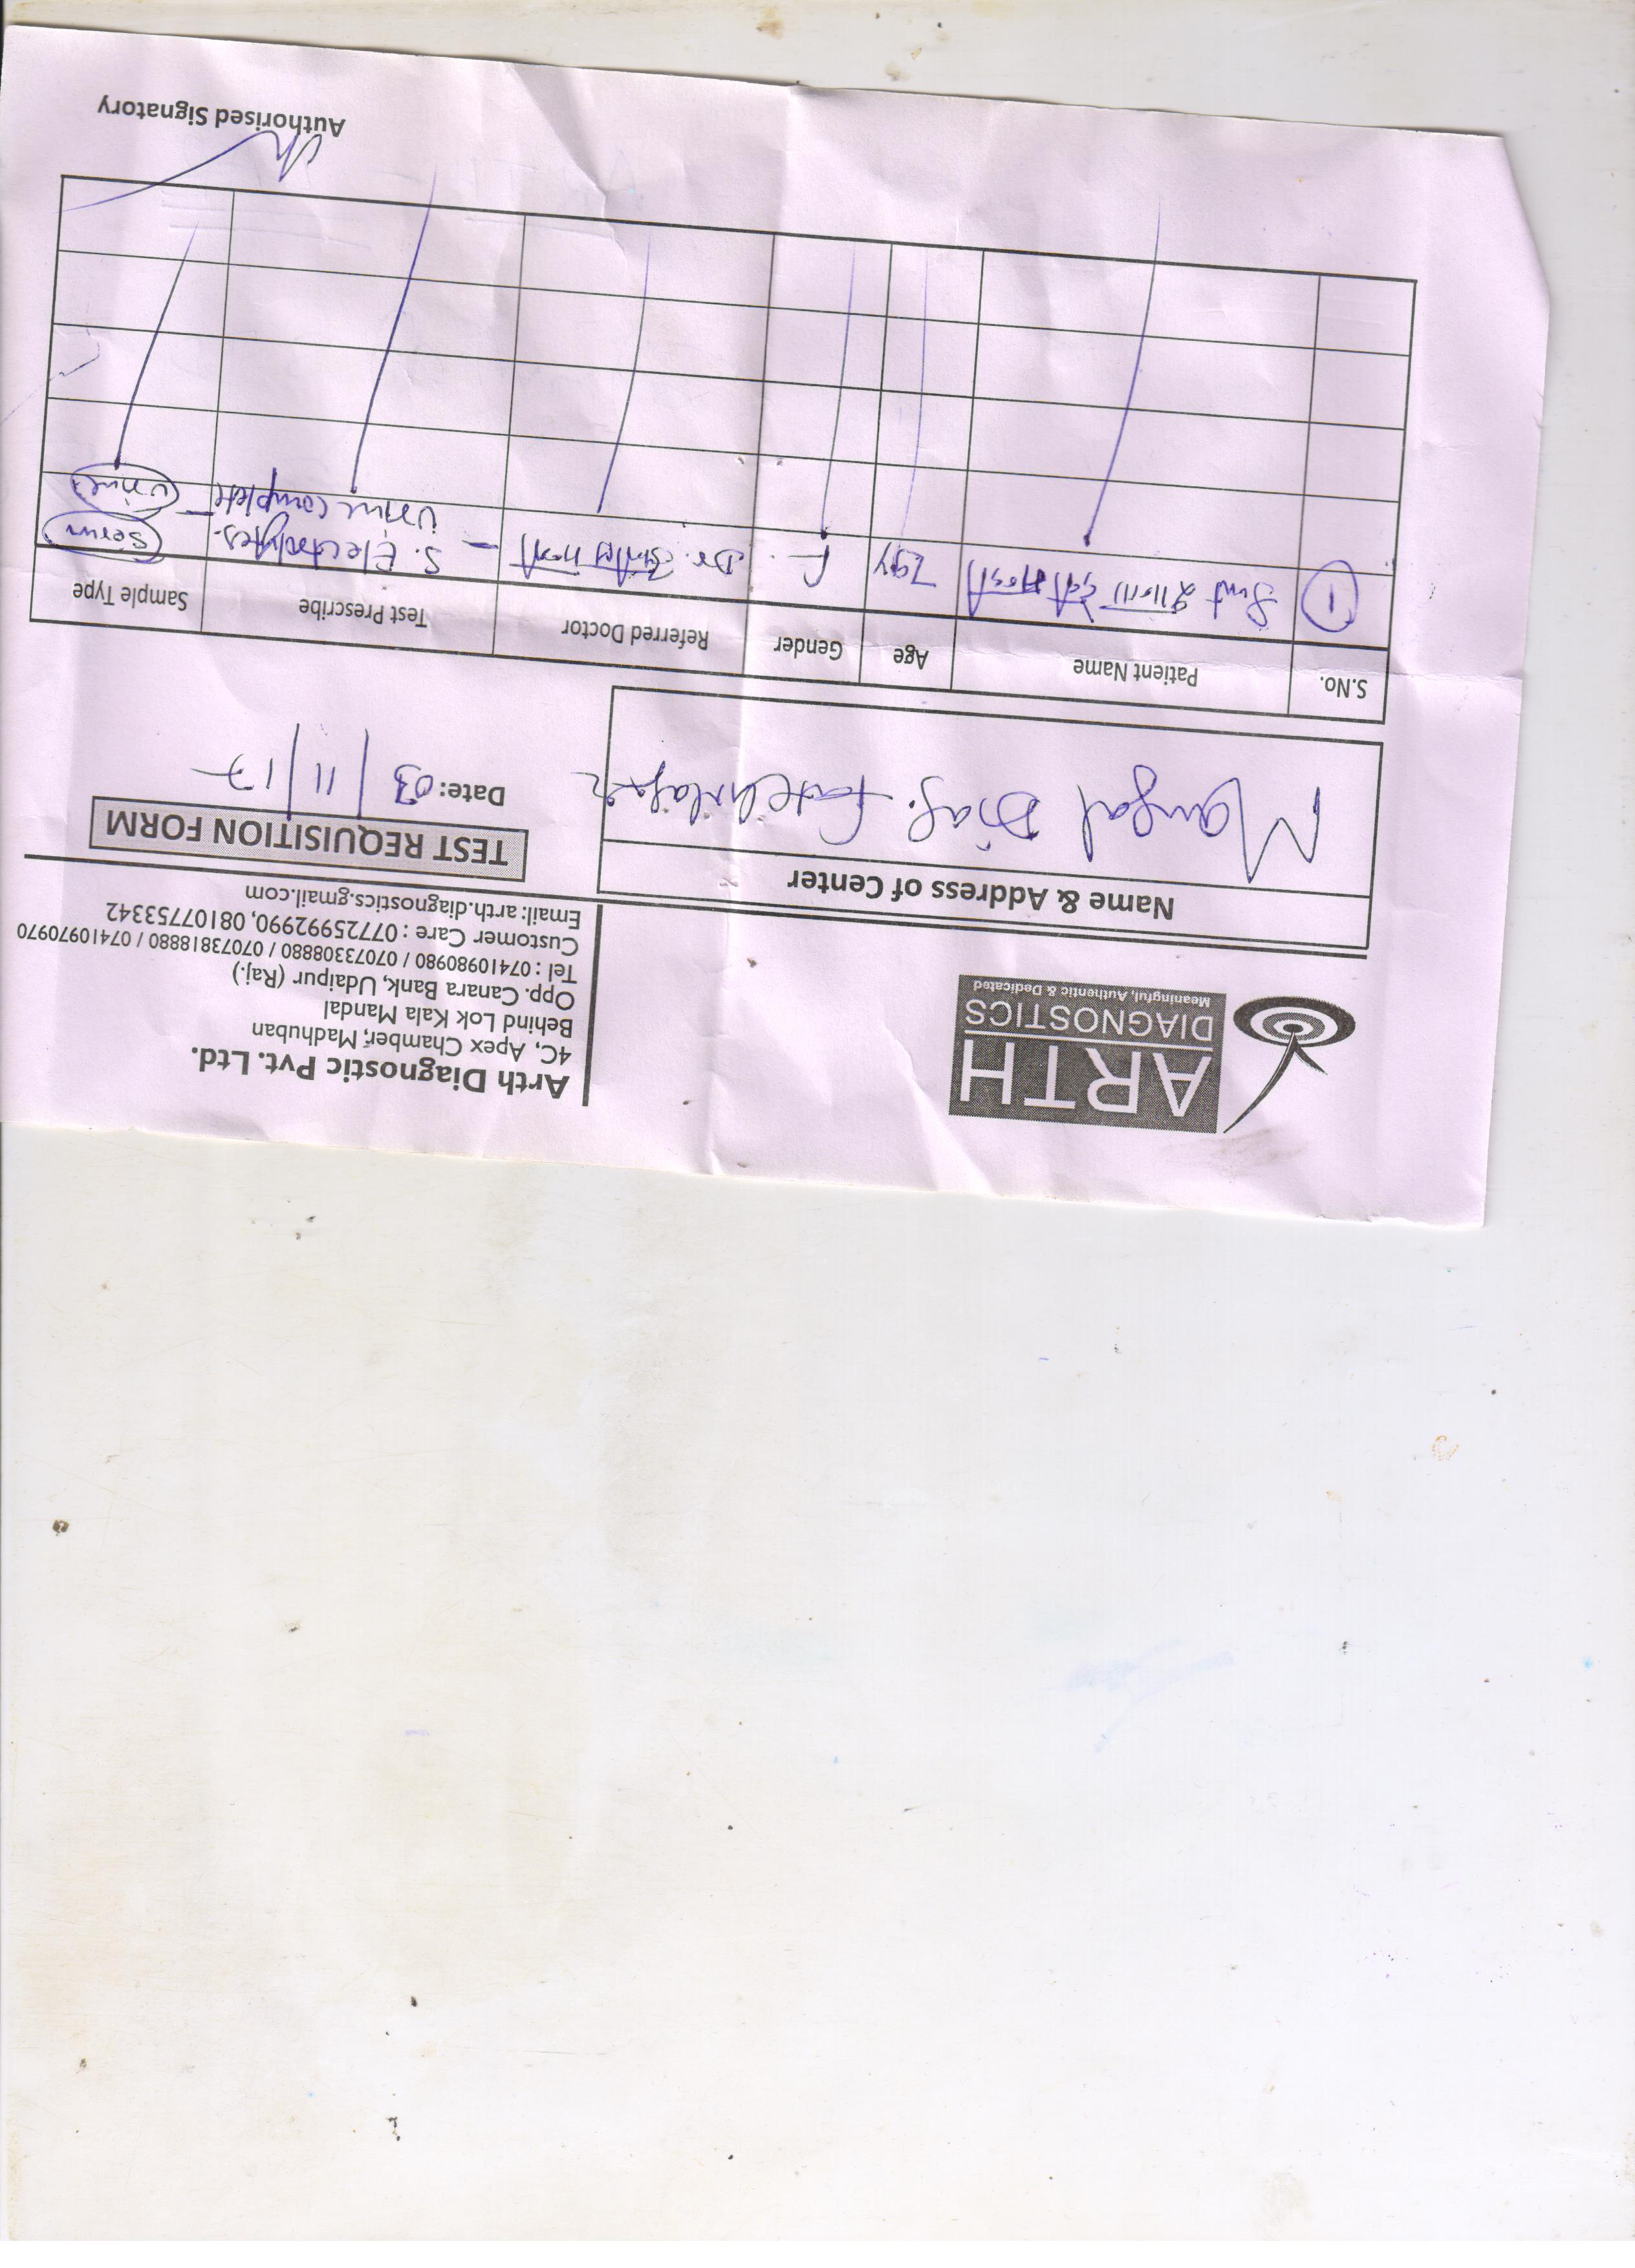 ARTH
DIAGNOSTICS
Meaningful, Authentic & Dedicated
Arth Diagnostic Pvt. Ltd.
4C, Apex Chamber, Madhuban
Behind Lok Kala Mandal
Opp. Canara Bank, Udaipur (Raj.)
Tel : 07410980980 / 07073308880 / 07073818880 / 07410970970
Customer Care : 07725992990, 08107753342
Email: arth.diagnostics.gmail.com
Name & Address of Center
Mangal Diag.
TEST REQUISITION FORM
Date: 03/11/17
S.No. Patient Name Age Gender Referred Doctor Test Prescribe Sample Type
1 F. Dr. - S. Electrolytes. Serum
Urine Complete - Urine
Authorised Signatory